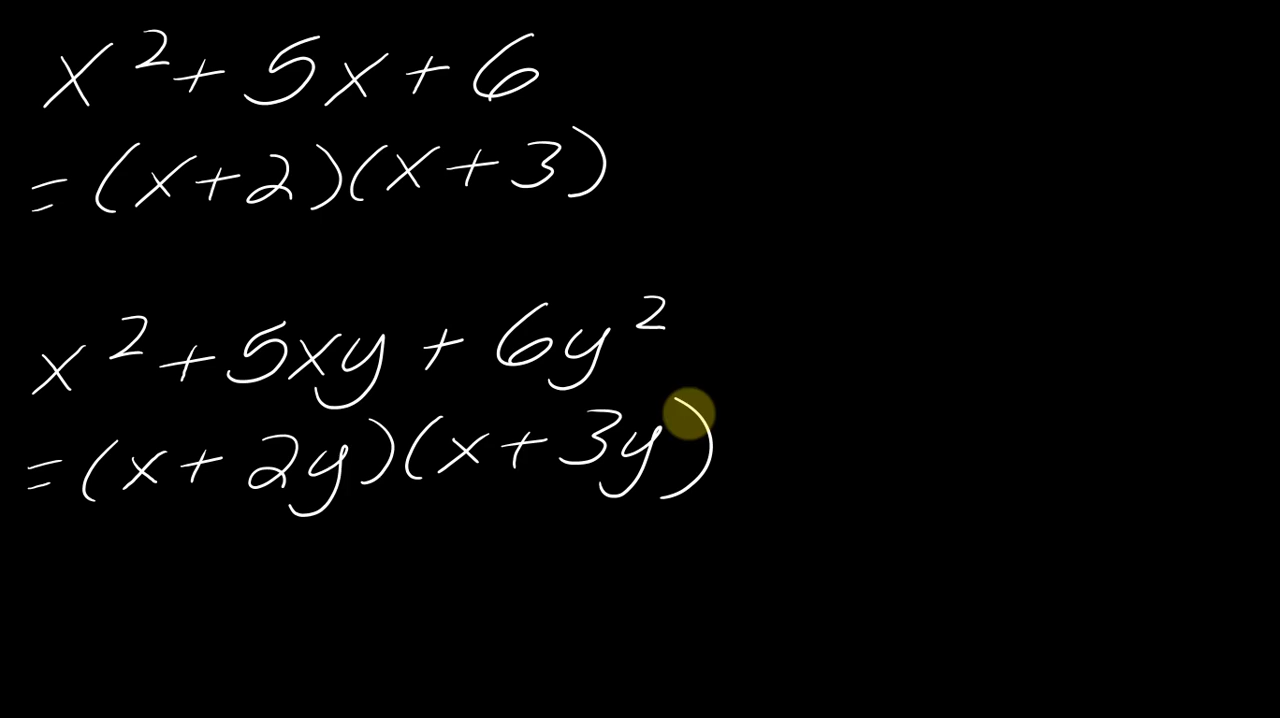 x² + 5x + 6
= (x+2)(x+3)
x² + 5xy + 6y²
= (x+2y)(x+3y)